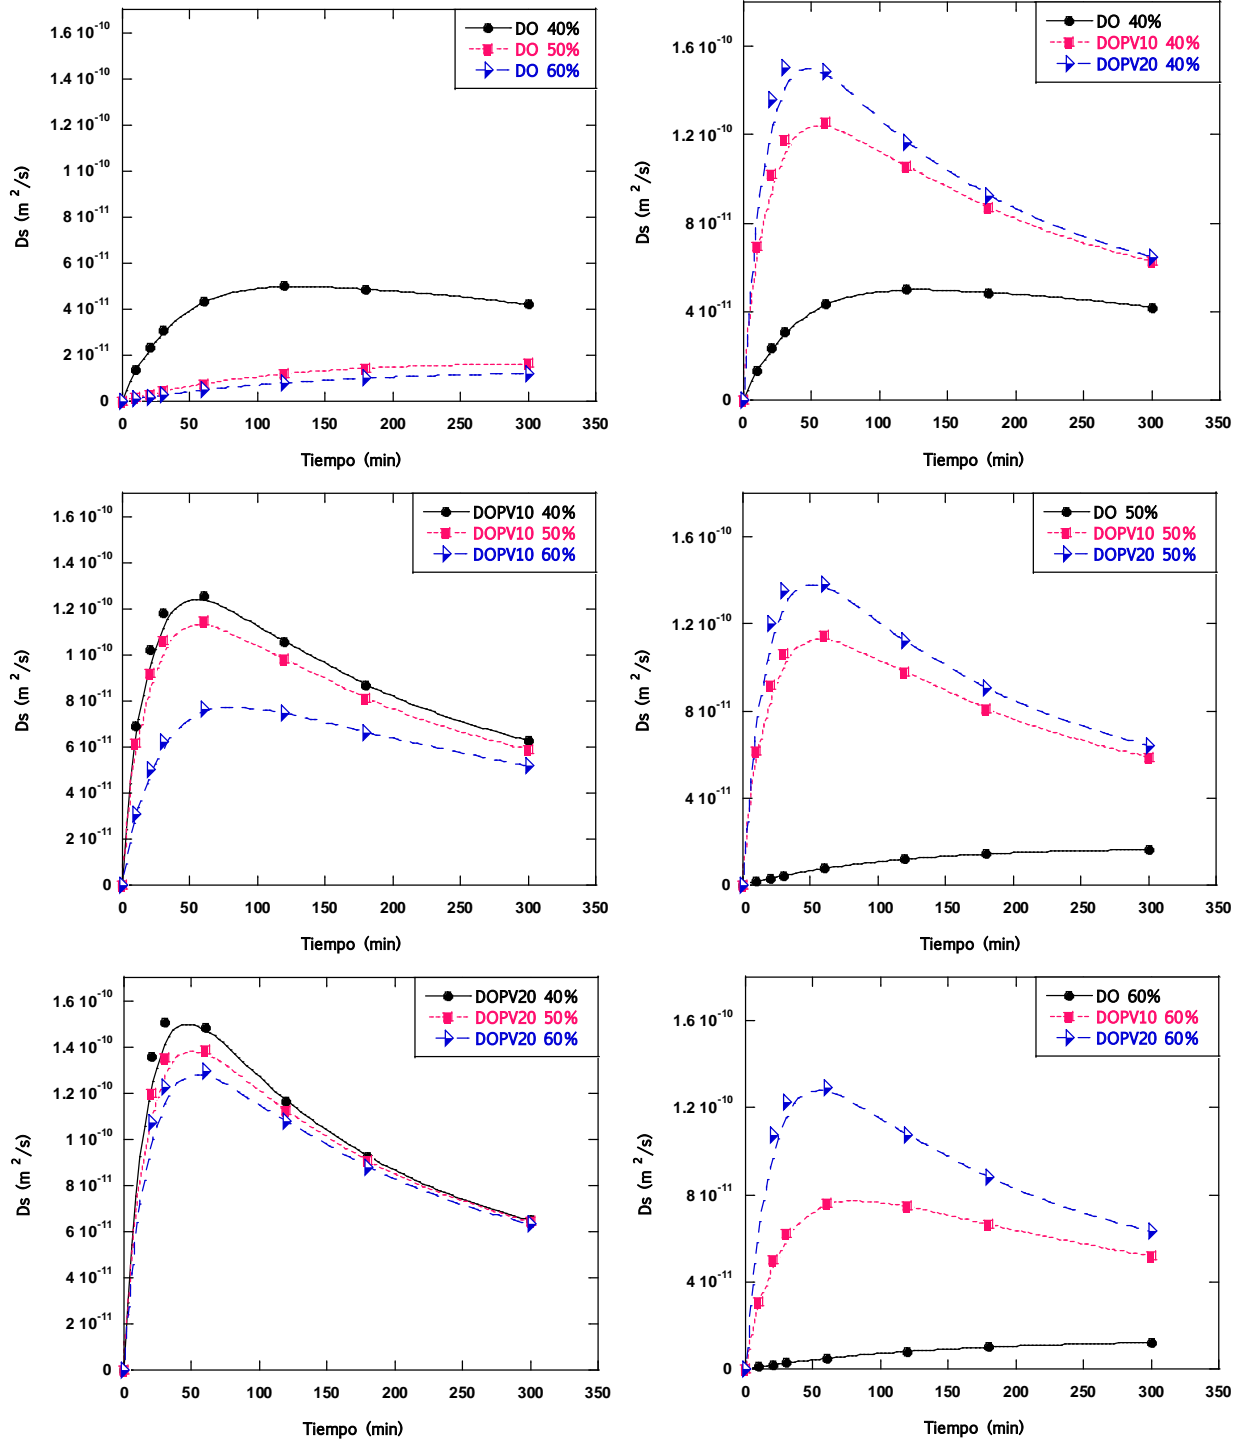 DO 40%
DO 50%
DO 60%
1.6 10-10
1.4 10-10
1.2 10-10
1 10-10
8 10-11
6 10-11
4 10-11
2 10-11
0
Ds (m 2 /s)
0 50 100 150 200 250 300 350
Tiempo (min)
DO 40%
DOPV10 40%
DOPV20 40%
1.6 10-10
1.2 10-10
8 10-11
4 10-11
0
Ds (m 2 /s)
0 50 100 150 200 250 300 350
Tiempo (min)
DOPV10 40%
DOPV10 50%
DOPV10 60%
1.6 10-10
1.4 10-10
1.2 10-10
1 10-10
8 10-11
6 10-11
4 10-11
2 10-11
0
Ds (m 2 /s)
0 50 100 150 200 250 300 350
Tiempo (min)
DO 50%
DOPV10 50%
DOPV20 50%
1.6 10-10
1.2 10-10
8 10-11
4 10-11
0
Ds (m 2 /s)
0 50 100 150 200 250 300 350
Tiempo (min)
DOPV20 40%
DOPV20 50%
DOPV20 60%
1.6 10-10
1.4 10-10
1.2 10-10
1 10-10
8 10-11
6 10-11
4 10-11
2 10-11
0
Ds (m 2 /s)
0 50 100 150 200 250 300 350
Tiempo (min)
DO 60%
DOPV10 60%
DOPV20 60%
1.6 10-10
1.2 10-10
8 10-11
4 10-11
0
Ds (m 2 /s)
0 50 100 150 200 250 300 350
Tiempo (min)